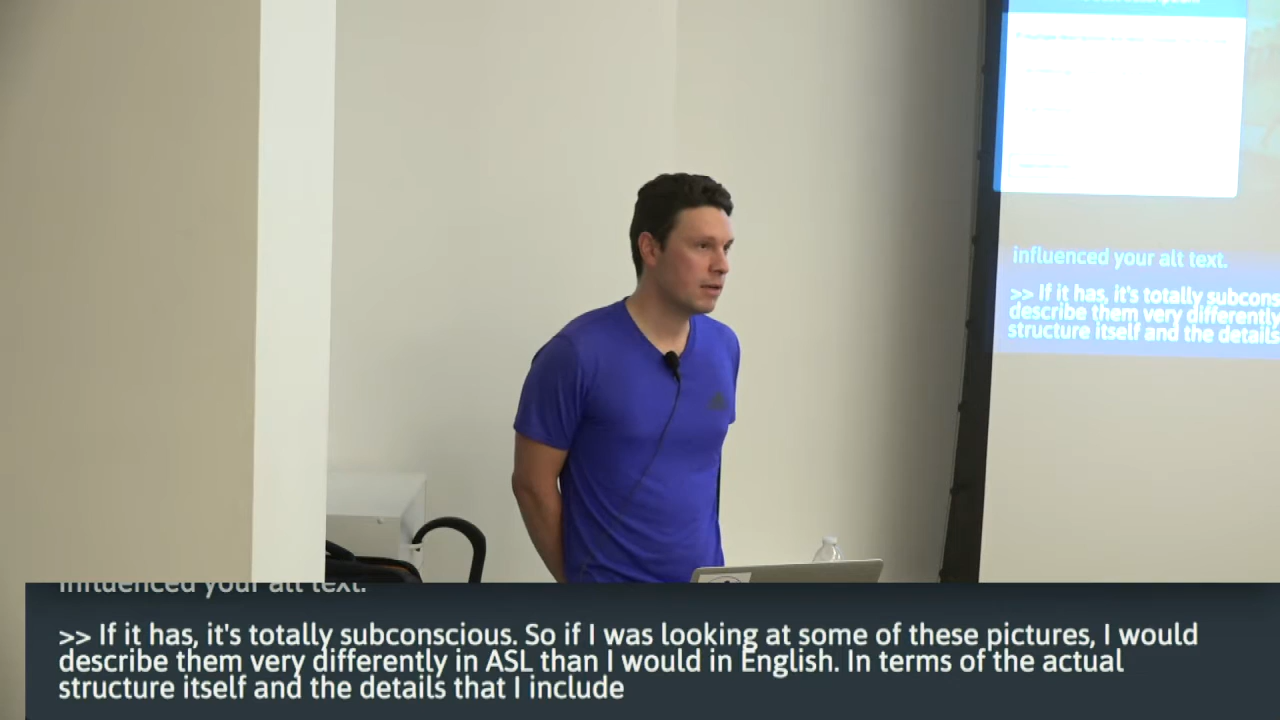 influenced your alt text.
>> If it has, it's totally subcons
describe them very differently
structure itself and the details
influenced your alt text.
>> If it has, it's totally subconscious. So if I was looking at some of these pictures, I would
describe them very differently in ASL than I would in English. In terms of the actual
structure itself and the details that I include